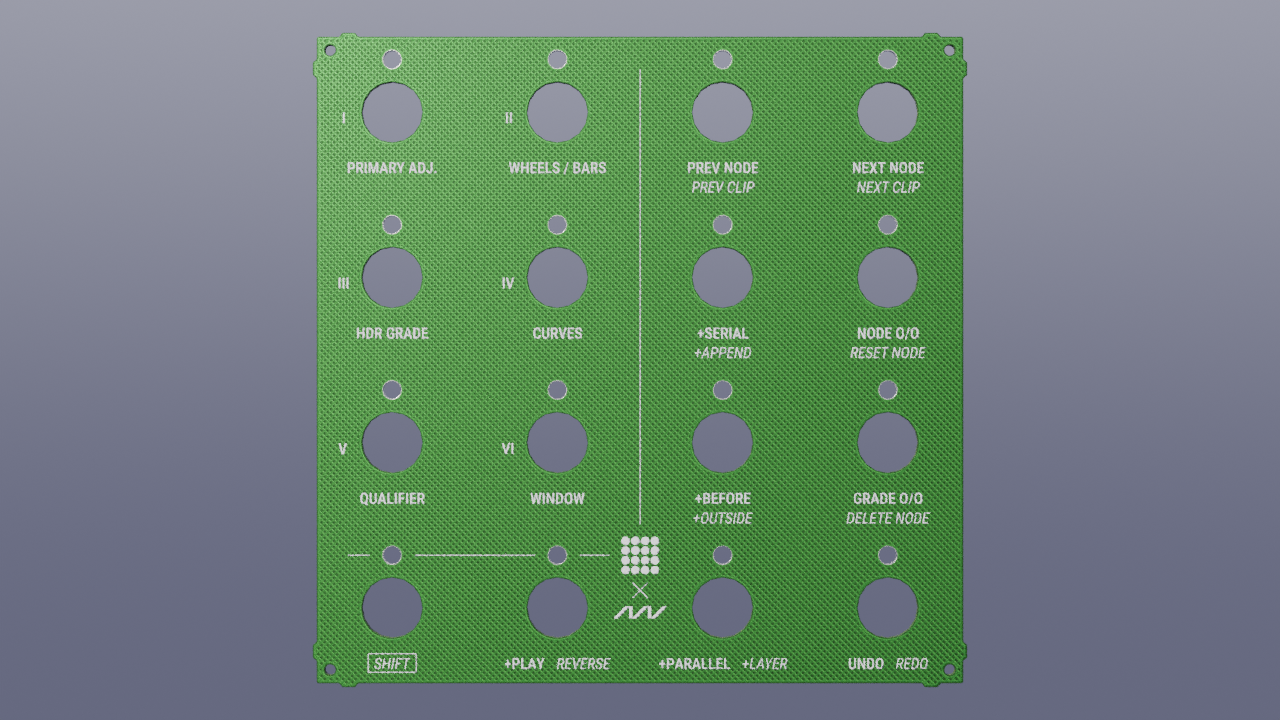 I
II
PRIMARY ADJ.
WHEELS / BARS
PREV NODE
PREV CLIP
NEXT NODE
NEXT CLIP
III
IV
HDR GRADE
CURVES
+SERIAL
+APPEND
NODE O/O
RESET NODE
V
VI
QUALIFIER
WINDOW
+BEFORE
+OUTSIDE
GRADE O/O
DELETE NODE
SHIFT
+PLAY REVERSE
+PARALLEL +LAYER
UNDO REDO